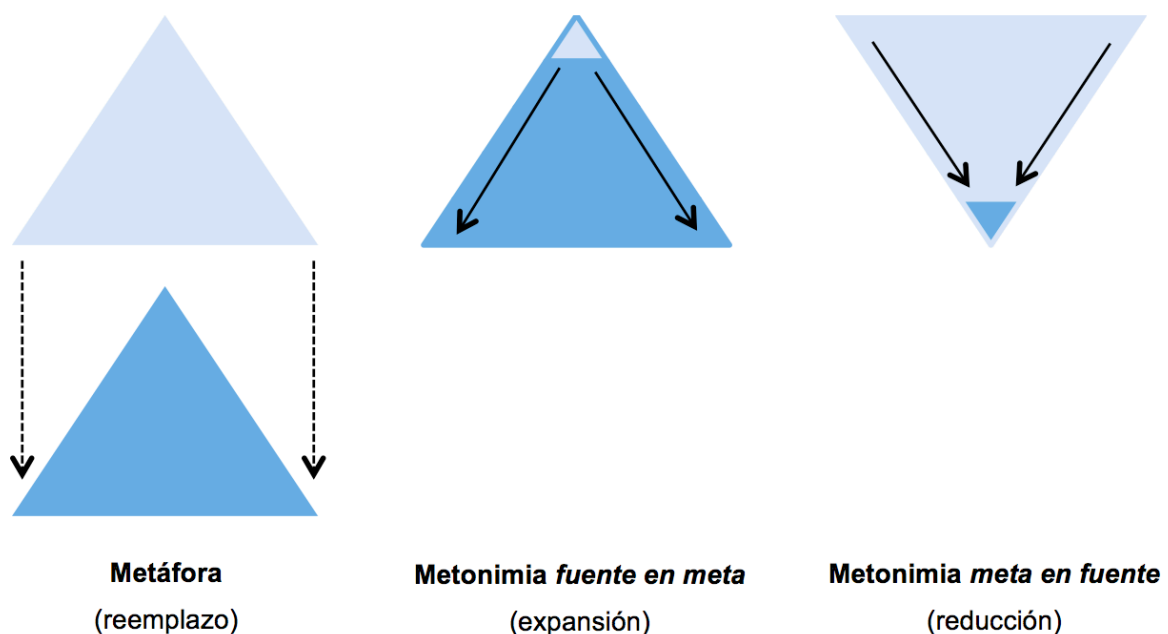 Metáfora
(reemplazo)
Metonimia fuente en meta
(expansión)
Metonimia meta en fuente
(reducción)